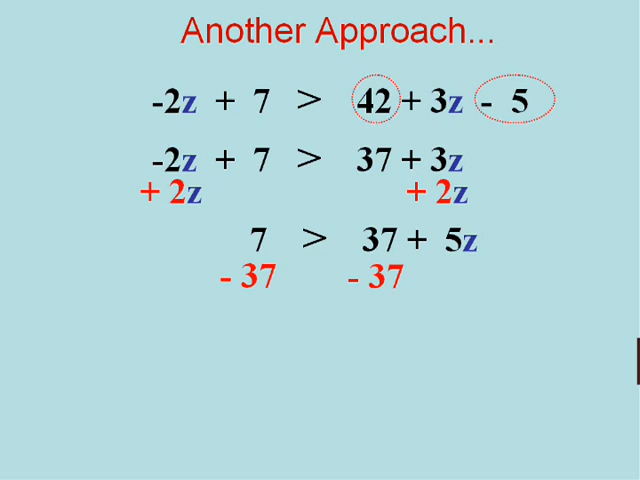 Another Approach...
-2z + 7 > 42 + 3z - 5
-2z + 7 > 37 + 3z
+ 2z + 2z
7 > 37 + 5z
- 37 - 37